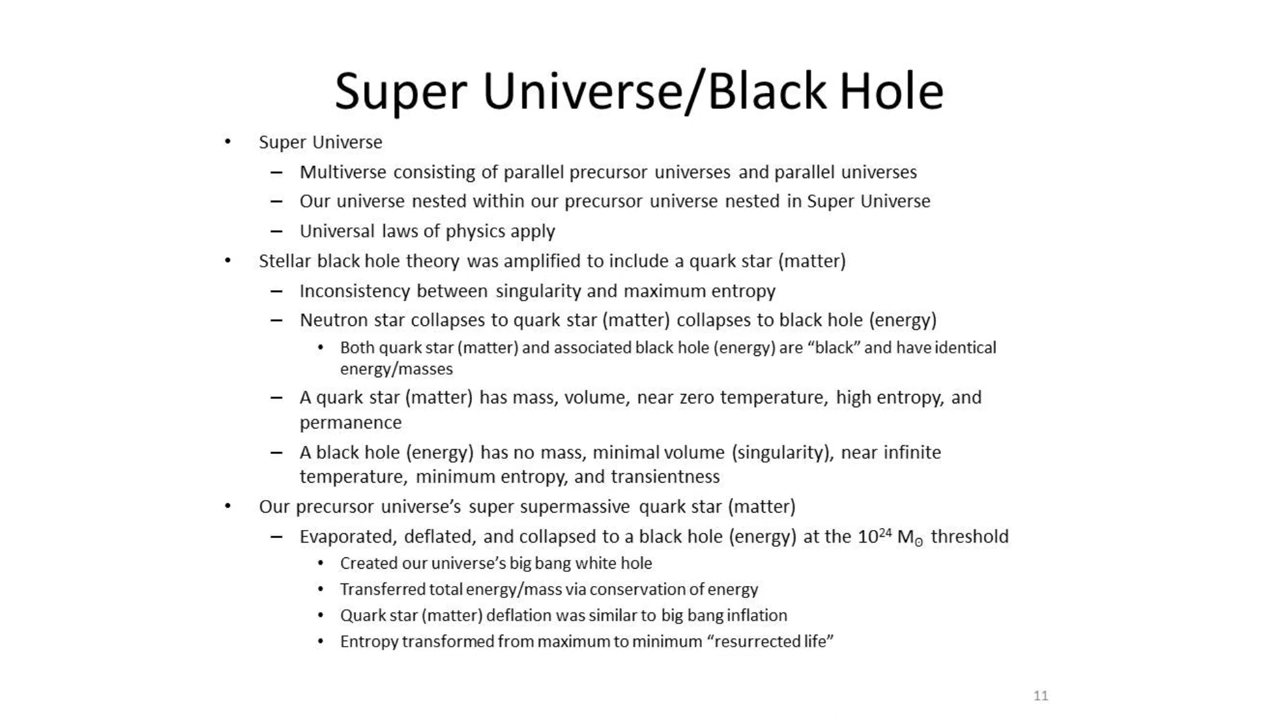 Super Universe/Black Hole
• Super Universe
– Multiverse consisting of parallel precursor universes and parallel universes
– Our universe nested within our precursor universe nested in Super Universe
– Universal laws of physics apply
• Stellar black hole theory was amplified to include a quark star (matter)
– Inconsistency between singularity and maximum entropy
– Neutron star collapses to quark star (matter) collapses to black hole (energy)
• Both quark star (matter) and associated black hole (energy) are “black” and have identical
energy/masses
– A quark star (matter) has mass, volume, near zero temperature, high entropy, and
permanence
– A black hole (energy) has no mass, minimal volume (singularity), near infinite
temperature, minimum entropy, and transientness
• Our precursor universe’s super supermassive quark star (matter)
– Evaporated, deflated, and collapsed to a black hole (energy) at the 10²⁴ M⊙ threshold
• Created our universe’s big bang white hole
• Transferred total energy/mass via conservation of energy
• Quark star (matter) deflation was similar to big bang inflation
• Entropy transformed from maximum to minimum “resurrected life”
11